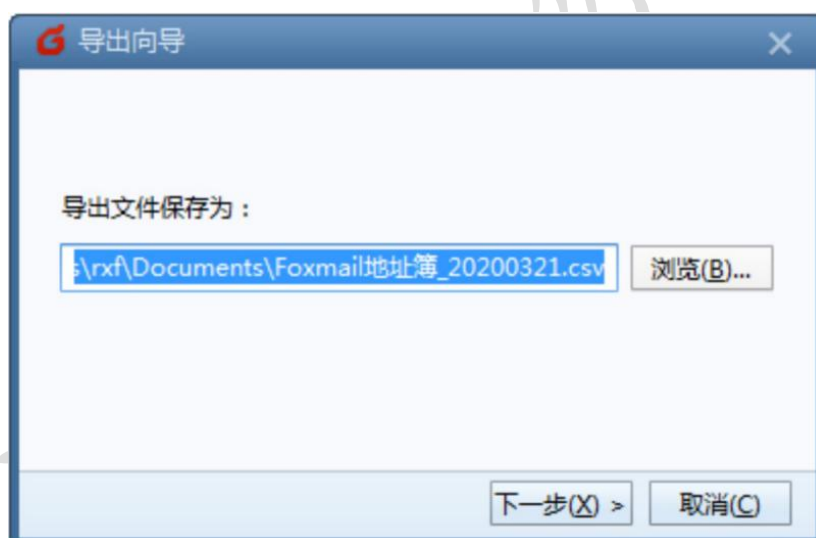 导出向导
导出文件保存为：
s\rxf\Documents\Foxmail地址簿_20200321.csv
浏览(B)...
下一步(X) >
取消(C)